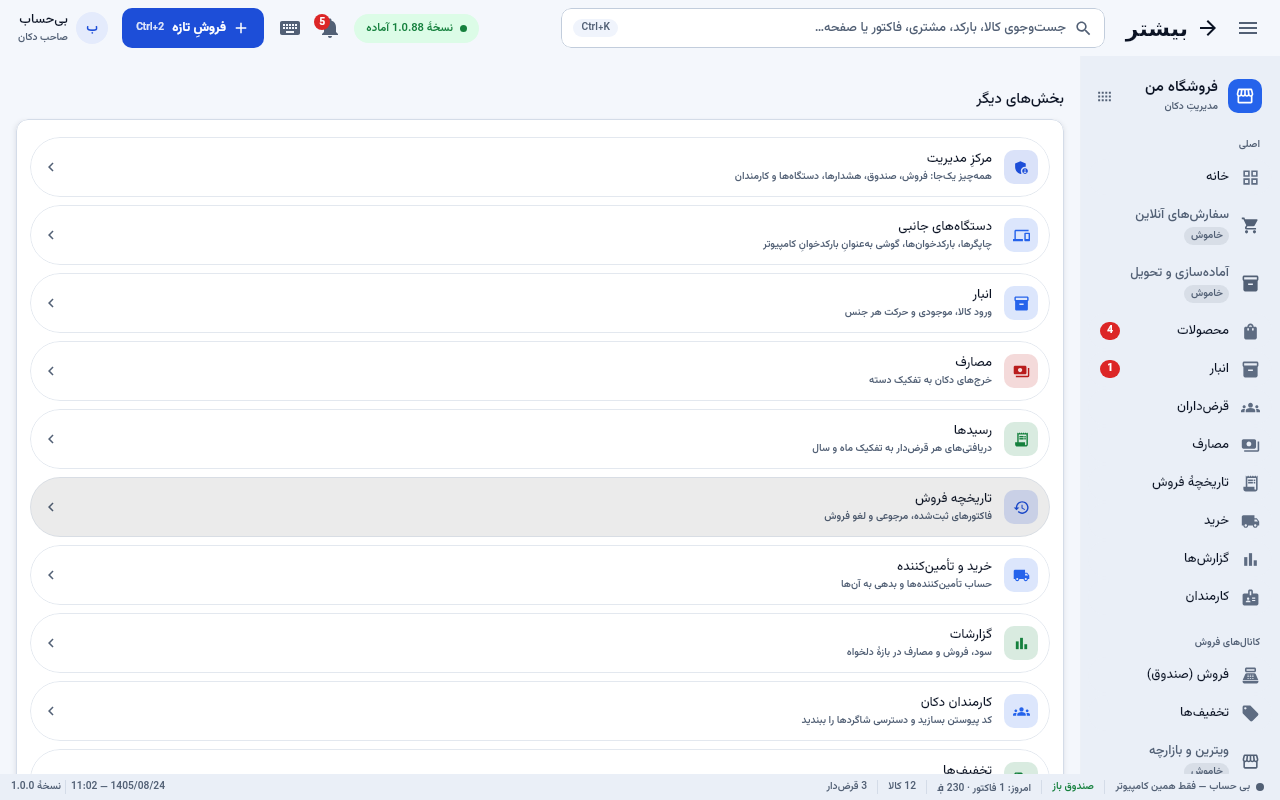 بیشتر
جست‌وجوی کالا، بارکد، مشتری، فاکتور یا صفحه…
Ctrl+K
نسخهٔ 1.0.88 آماده
5
فروشِ تازه
Ctrl+2
ب
بی‌حساب
صاحب دکان
فروشگاه من
مدیریتِ دکان
اصلی
خانه
سفارش‌های آنلاین
خاموش
آماده‌سازی و تحویل
خاموش
محصولات
4
انبار
1
قرض‌داران
مصارف
تاریخچهٔ فروش
خرید
گزارش‌ها
کارمندان
کانال‌های فروش
فروش (صندوق)
تخفیف‌ها
ویترین و بازارچه
خاموش
بخش‌های دیگر
مرکزِ مدیریت
همه‌چیز یک‌جا: فروش، صندوق، هشدارها، دستگاه‌ها و کارمندان
دستگاه‌های جانبی
چاپگرها، بارکدخوان‌ها، گوشی به‌عنوانِ بارکدخوانِ کامپیوتر
انبار
ورود کالا، موجودی و حرکت هر جنس
مصارف
خرج‌های دکان به تفکیک دسته
رسیدها
دریافتی‌های هر قرض‌دار به تفکیک ماه و سال
تاریخچه فروش
فاکتورهای ثبت‌شده، مرجوعی و لغو فروش
خرید و تأمین‌کننده
حساب تأمین‌کننده‌ها و بدهی به آن‌ها
گزارشات
سود، فروش و مصارف در بازهٔ دلخواه
کارمندان دکان
کد پیوستن بسازید و دسترسی شاگردها را ببندید
تخفیف‌ها
بی حساب — فقط همین کامپیوتر
صندوق باز
امروز: 1 فاکتور · 230 ؋
12 کالا
3 قرض‌دار
1405/08/24 — 11:02
نسخهٔ 1.0.0